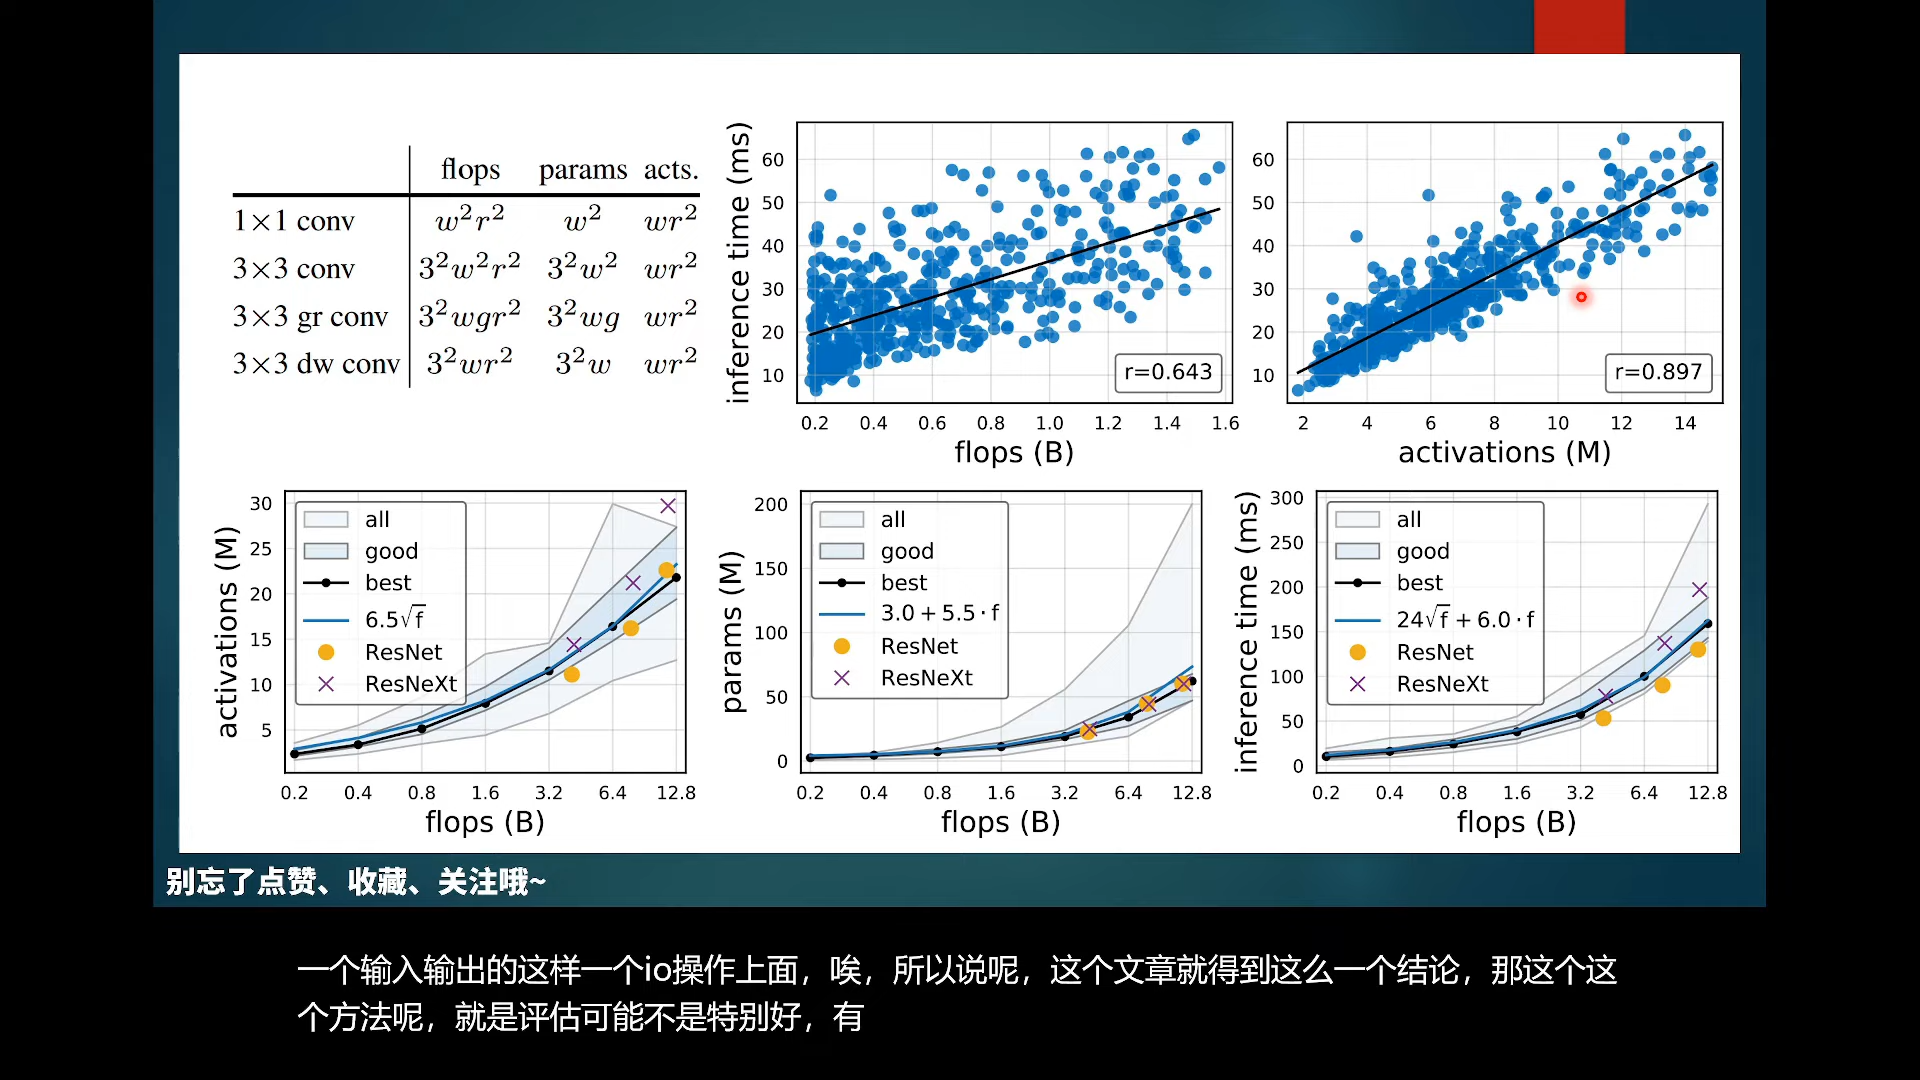 flops params acts.
1×1 conv w²r² w² wr²
3×3 conv 3²w²r² 3²w² wr²
3×3 gr conv 3²wgr² 3²wg wr²
3×3 dw conv 3²wr² 3²w wr²
inference time (ms)
60
50
40
30
20
10
r=0.643
0.2 0.4 0.6 0.8 1.0 1.2 1.4 1.6
flops (B)
60
50
40
30
20
10
r=0.897
2 4 6 8 10 12 14
activations (M)
activations (M)
30
25
20
15
10
5
all
good
best
6.5√f
ResNet
ResNeXt
0.2 0.4 0.8 1.6 3.2 6.4 12.8
flops (B)
params (M)
200
150
100
50
0
all
good
best
3.0 + 5.5 · f
ResNet
ResNeXt
0.2 0.4 0.8 1.6 3.2 6.4 12.8
flops (B)
inference time (ms)
300
250
200
150
100
50
0
all
good
best
24√f + 6.0 · f
ResNet
ResNeXt
0.2 0.4 0.8 1.6 3.2 6.4 12.8
flops (B)
别忘了点赞、收藏、关注哦~
一个输入输出的这样一个io操作上面，唉，所以说呢，这个文章就得到这么一个结论，那这个这
个方法呢，就是评估可能不是特别好，有